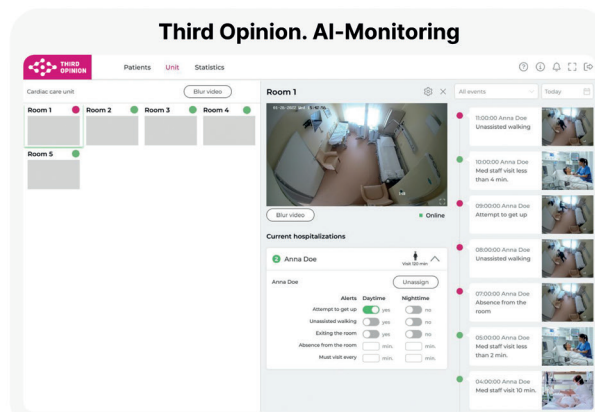 Third Opinion. AI-Monitoring
THIRD
OPINION
Patients Unit Statistics
Cardiac care unit
Blur video
Room 1
Room 2
Room 3
Room 4
Room 5
Room 1
Blur video
Online
Current hospitalizations
2 Anna Doe
Visit 120 min
Anna Doe
Unassign
Alerts Daytime Nighttime
Attempt to get up yes no
Unassisted walking yes no
Exiting the room yes no
Absence from the room min. min.
Must visit every min. min.
All events
Today
11:00:00 Anna Doe
Unassisted walking
10:00:00 Anna Doe
Med staff visit less
than 4 min.
09:00:00 Anna Doe
Attempt to get up
08:00:00 Anna Doe
Unassisted walking
07:00:00 Anna Doe
Absence from the
room
05:00:00 Anna Doe
Med staff visit less
than 2 min.
04:00:00 Anna Doe
Med staff visit 10 min.